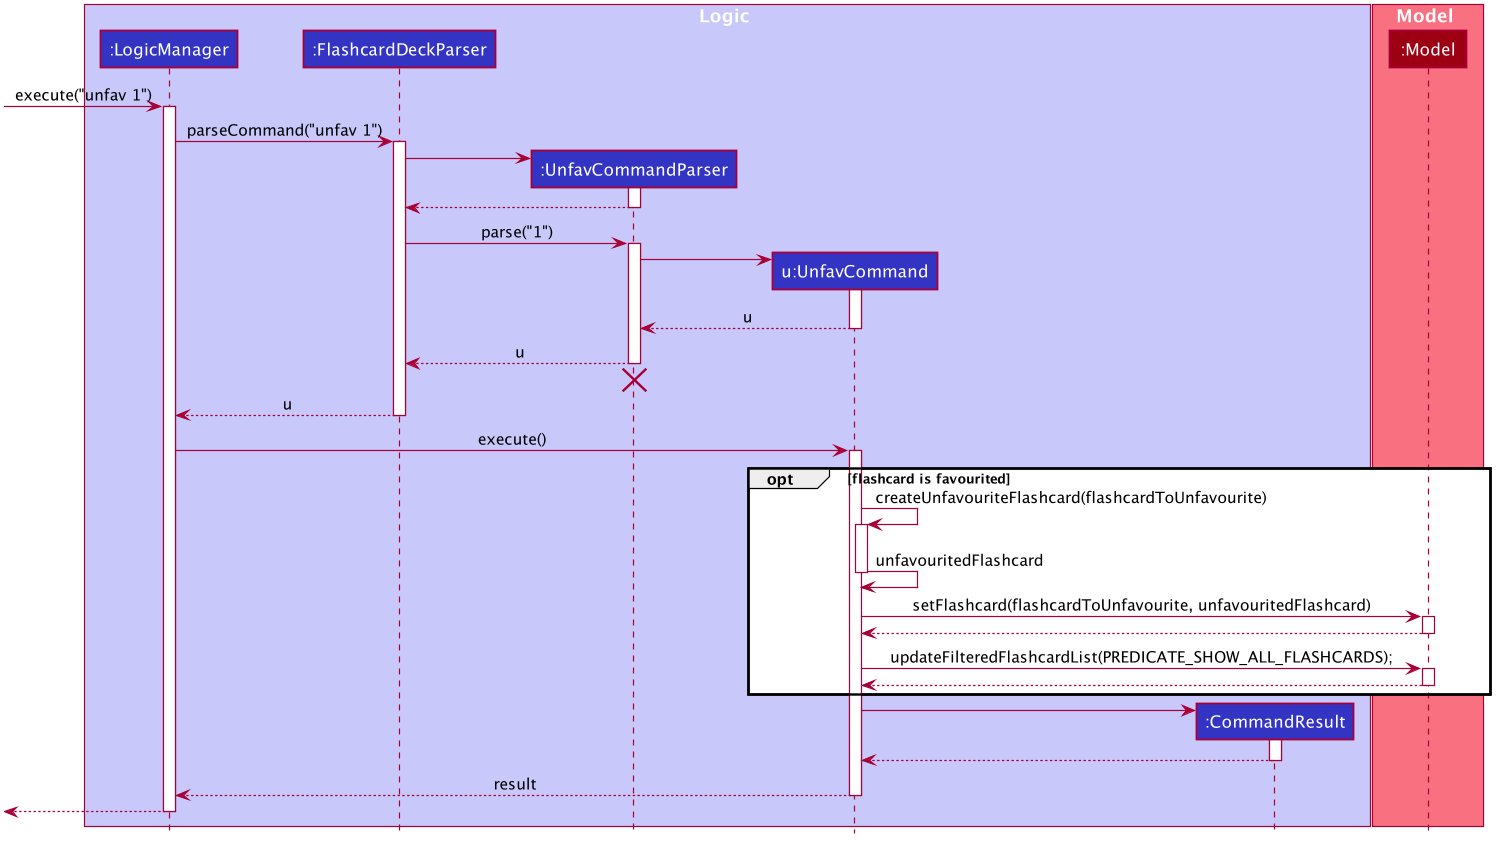 Logic
Model
:LogicManager
:FlashcardDeckParser
:Model
execute("unfav 1")
parseCommand("unfav 1")
:UnfavCommandParser
parse("1")
u:UnfavCommand
u
u
u
execute()
opt
[flashcard is favourited]
createUnfavouriteFlashcard(flashcardToUnfavourite)
unfavouritedFlashcard
setFlashcard(flashcardToUnfavourite, unfavouritedFlashcard)
updateFilteredFlashcardList(PREDICATE_SHOW_ALL_FLASHCARDS);
:CommandResult
result